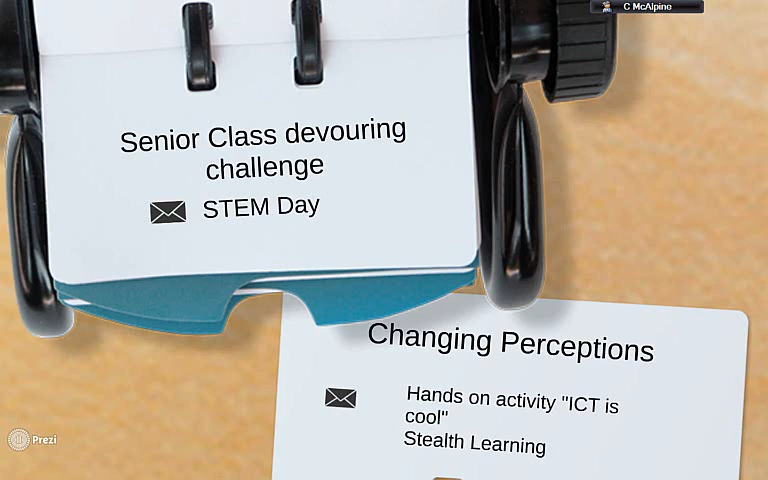 C McAlpine
Senior Class devouring
challenge
STEM Day
Changing Perceptions
Hands on activity "ICT is
cool"
Stealth Learning
Prezi